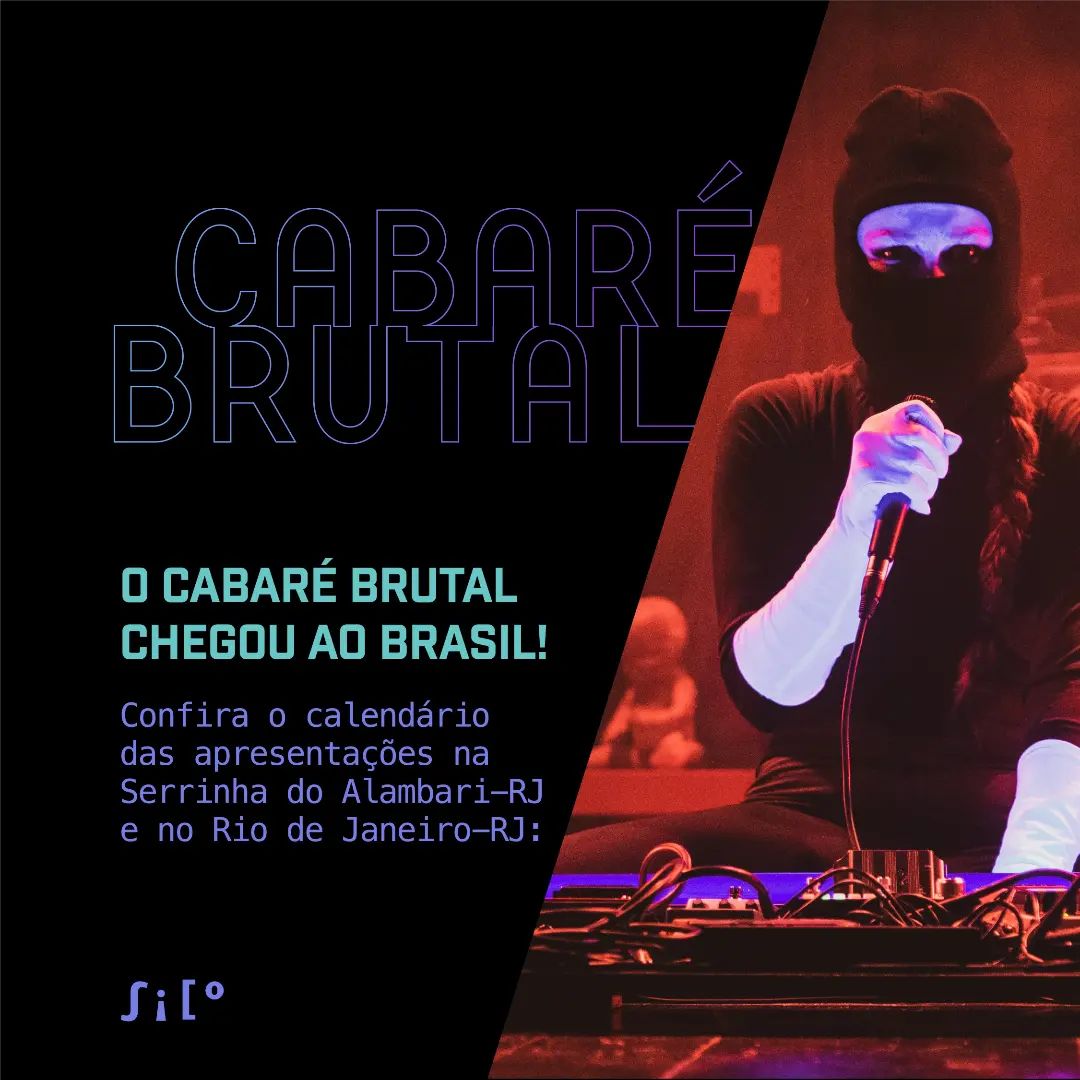 CABARÉ
BRUTAL
O CABARÉ BRUTAL
CHEGOU AO BRASIL!
Confira o calendário
das apresentações na
Serrinha do Alambari–RJ
e no Rio de Janeiro–RJ: